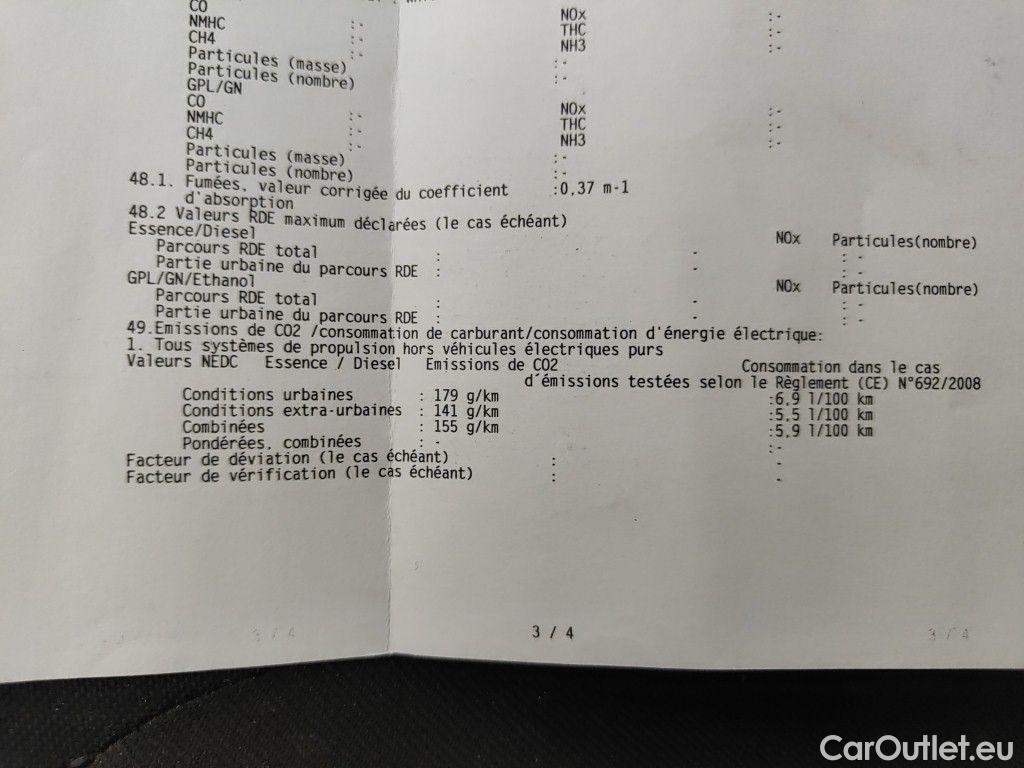 CO
NMHC :- NOx :-
CH4 :- THC :-
Particules (masse) :- NH3 :-
Particules (nombre) :-
GPL/GN :-
CO
NMHC :- NOx :-
CH4 :- THC :-
Particules (masse) :- NH3 :-
Particules (nombre) :-
48.1. Fumées, valeur corrigée du coefficient :0,37 m-1
d'absorption
48.2 Valeurs RDE maximum déclarées (le cas échéant)
Essence/Diesel NOx Particules(nombre)
Parcours RDE total : - : -
Partie urbaine du parcours RDE : - : -
GPL/GN/Ethanol NOx Particules(nombre)
Parcours RDE total : - : -
Partie urbaine du parcours RDE : - : -
49.Emissions de CO2 /consommation de carburant/consommation d'énergie électrique:
1. Tous systèmes de propulsion hors véhicules électriques purs
Valeurs NEDC Essence / Diesel Emissions de CO2 Consommation dans le cas
d'émissions testées selon le Règlement (CE) N°692/2008
Conditions urbaines : 179 g/km :6,9 l/100 km
Conditions extra-urbaines : 141 g/km :5,5 l/100 km
Combinées : 155 g/km :5,9 l/100 km
Pondérées, combinées : - :-
Facteur de déviation (le cas échéant) : -
Facteur de vérification (le cas échéant) : -
3 / 4
3 / 4
3 / 4
CarOutlet.eu